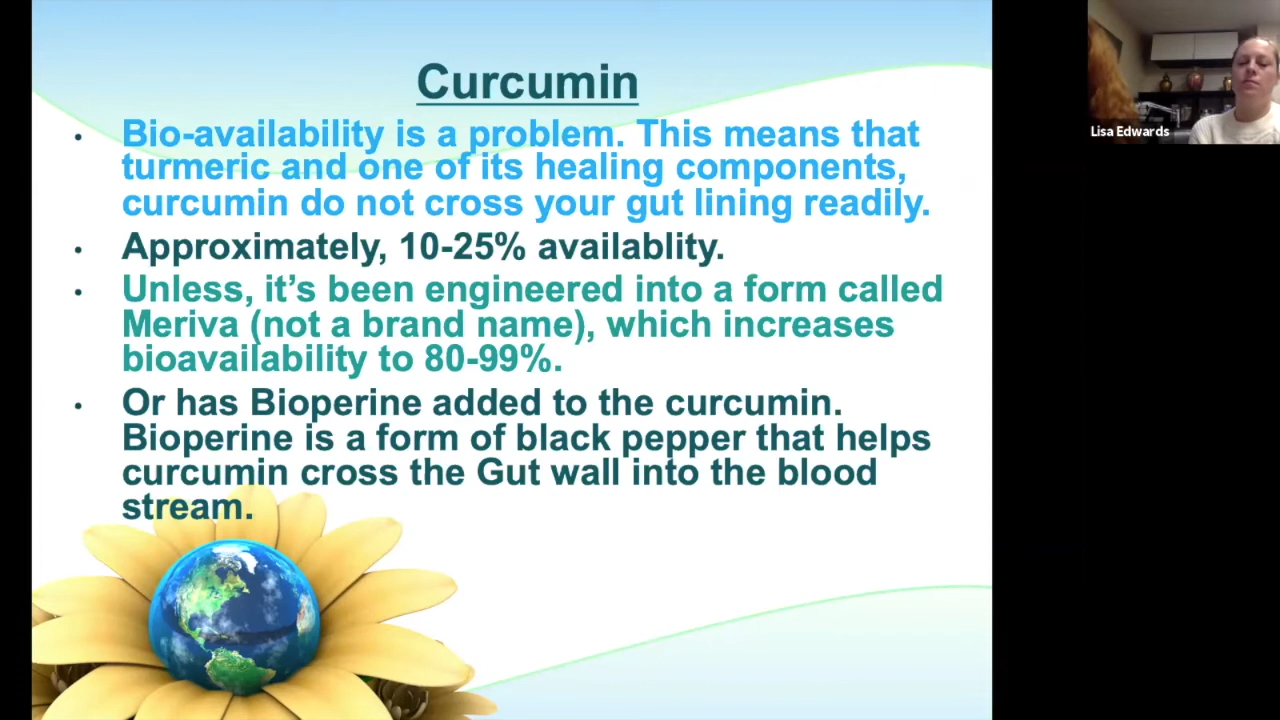 Curcumin
• Bio-availability is a problem. This means that
turmeric and one of its healing components,
curcumin do not cross your gut lining readily.
• Approximately, 10-25% availablity.
• Unless, it’s been engineered into a form called
Meriva (not a brand name), which increases
bioavailability to 80-99%.
• Or has Bioperine added to the curcumin.
Bioperine is a form of black pepper that helps
curcumin cross the Gut wall into the blood
stream.
Lisa Edwards